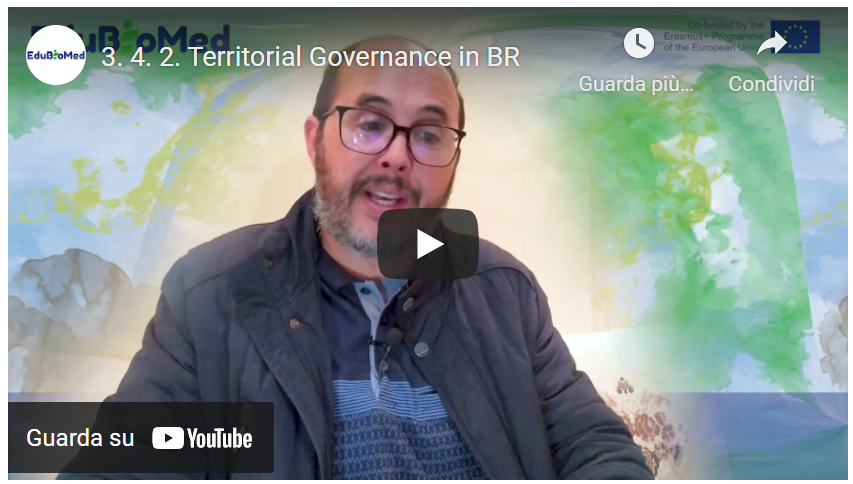 EduBioMed
EduBioMed
3. 4. 2. Territorial Governance in BR
Co-funded by the
Erasmus+ Programme
of the European Union
Guarda più...
Condividi
Guarda su YouTube